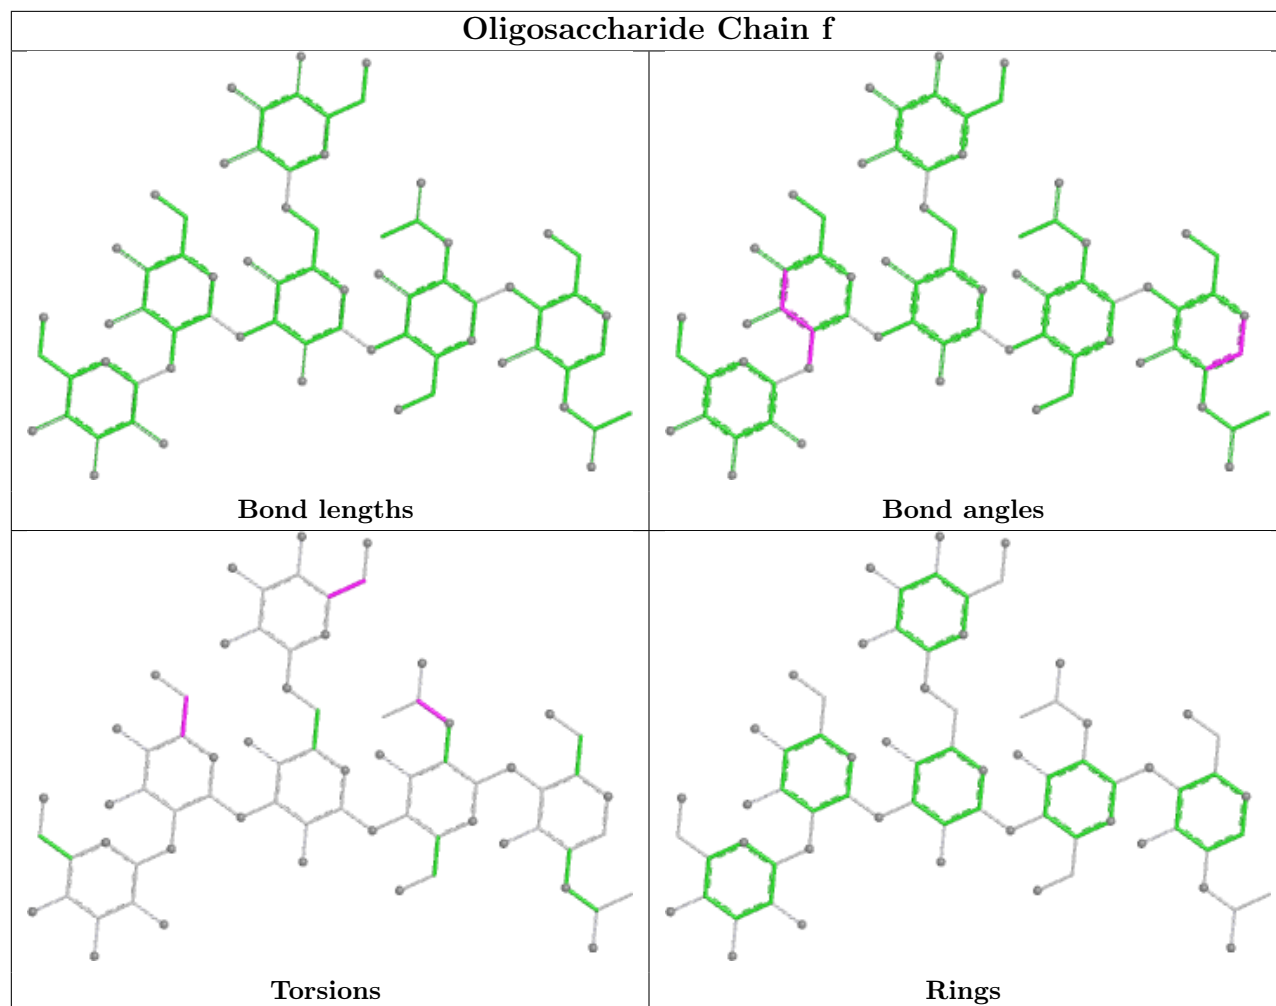 Oligosaccharide Chain f
Bond lengths
Bond angles
Torsions
Rings